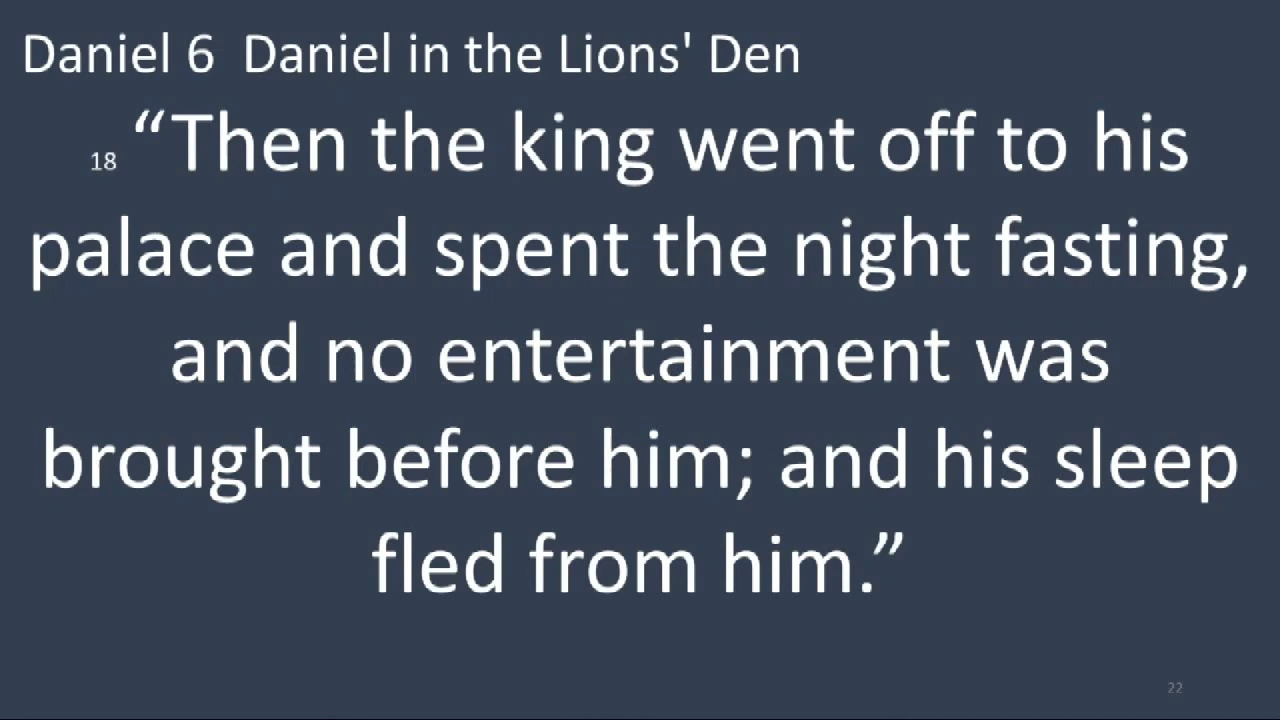 Daniel 6  Daniel in the Lions' Den
18 “Then the king went off to his
palace and spent the night fasting,
and no entertainment was
brought before him; and his sleep
fled from him.”
22